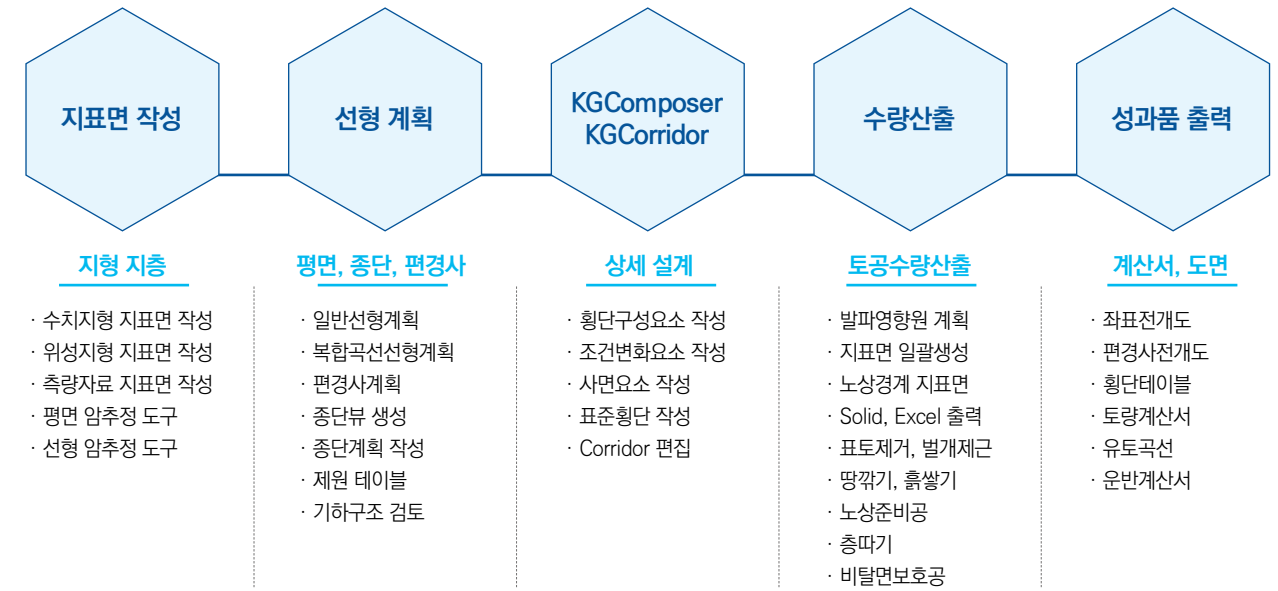 지표면 작성
선형 계획
KGComposer
KGCorridor
수량산출
성과품 출력
지형 지층
· 수치지형 지표면 작성
· 위성지형 지표면 작성
· 측량자료 지표면 작성
· 평면 암추정 도구
· 선형 암추정 도구
평면, 종단, 편경사
· 일반선형계획
· 복합곡선선형계획
· 편경사계획
· 종단뷰 생성
· 종단계획 작성
· 제원 테이블
· 기하구조 검토
상세 설계
· 횡단구성요소 작성
· 조건변화요소 작성
· 사면요소 작성
· 표준횡단 작성
· Corridor 편집
토공수량산출
· 발파영향원 계획
· 지표면 일괄생성
· 노상경계 지표면
· Solid, Excel 출력
· 표토제거, 벌개제근
· 땅깎기, 흙쌓기
· 노상준비공
· 층따기
· 비탈면보호공
계산서, 도면
· 좌표전개도
· 편경사전개도
· 횡단테이블
· 토량계산서
· 유토곡선
· 운반계산서